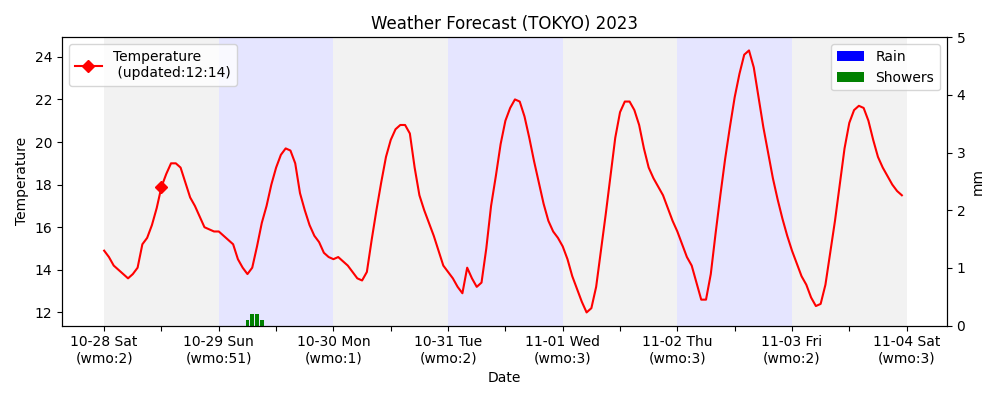 Weather Forecast (TOKYO) 2023
Temperature
(updated:12:14)
Rain
Showers
Temperature
24
22
20
18
16
14
12
5
4
3
2
1
0
mm
10-28 Sat
(wmo:2)
10-29 Sun
(wmo:51)
10-30 Mon
(wmo:1)
10-31 Tue
(wmo:2)
11-01 Wed
(wmo:3)
11-02 Thu
(wmo:3)
11-03 Fri
(wmo:2)
11-04 Sat
(wmo:3)
Date